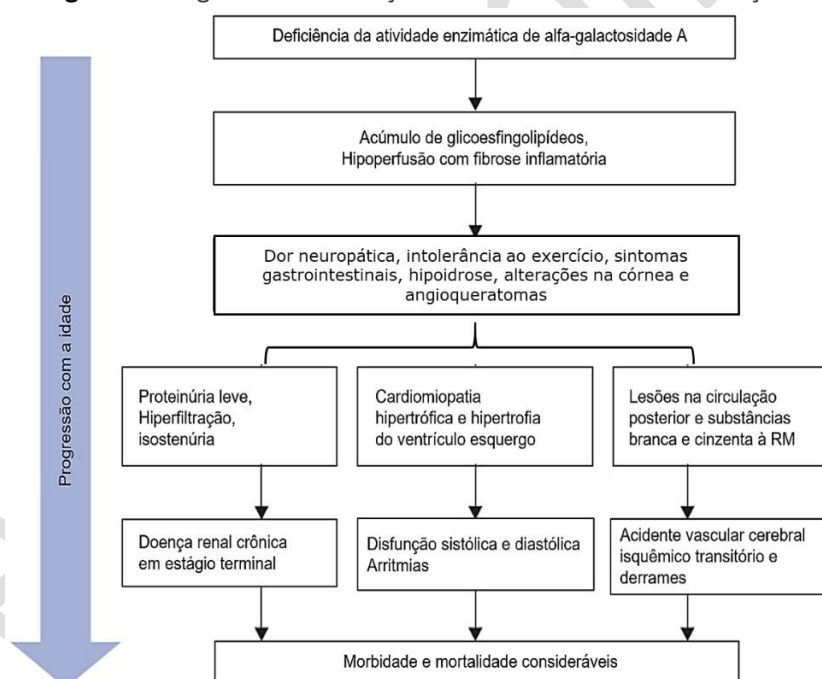 Deficiência da atividade enzimática de alfa-galactosidade A
Acúmulo de glicoesfingolipídeos,
Hipoperfusão com fibrose inflamatória
Dor neuropática, intolerância ao exercício, sintomas
gastrointestinais, hipoidrose, alterações na córnea e
angioqueratomas
Progressão com a idade
Proteinúria leve,
Hiperfiltração,
isostenúria
Cardiomiopatia
hipertrófica e hipertrofia
do ventrículo esquergo
Lesões na circulação
posterior e substâncias
branca e cinzenta à RM
Doença renal crônica
em estágio terminal
Disfunção sistólica e diastólica
Arritmias
Acidente vascular cerebral
isquêmico transitório e
derrames
Morbidade e mortalidade consideráveis